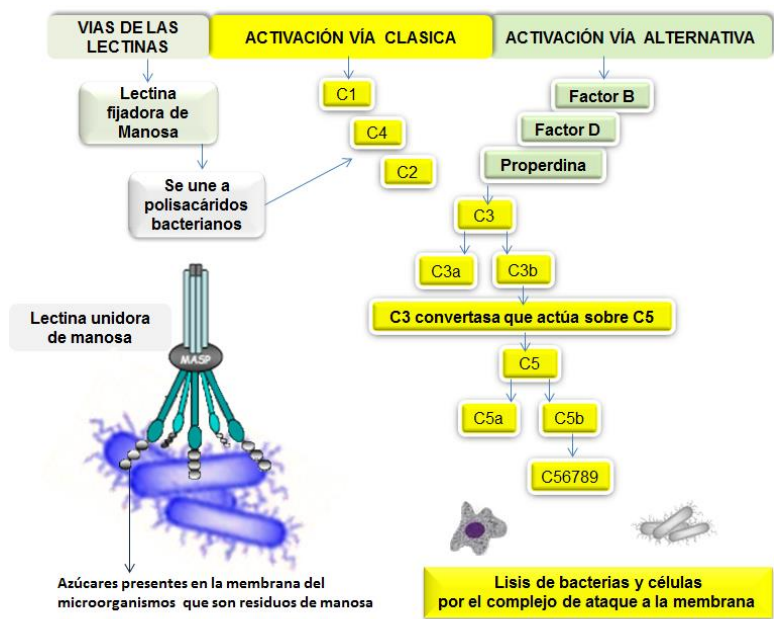 VIAS DE LAS
LECTINAS
ACTIVACIÓN VÍA CLASICA
ACTIVACIÓN VÍA ALTERNATIVA
Lectina
fijadora de
Manosa
Se une a
polisacáridos
bacterianos
C1
C4
C2
Factor B
Factor D
Properdina
C3
C3a
C3b
C3 convertasa que actúa sobre C5
C5
C5a
C5b
C56789
Lectina unidora
de manosa
MASP
Azúcares presentes en la membrana del
microorganismos que son residuos de manosa
Lisis de bacterias y células
por el complejo de ataque a la membrana